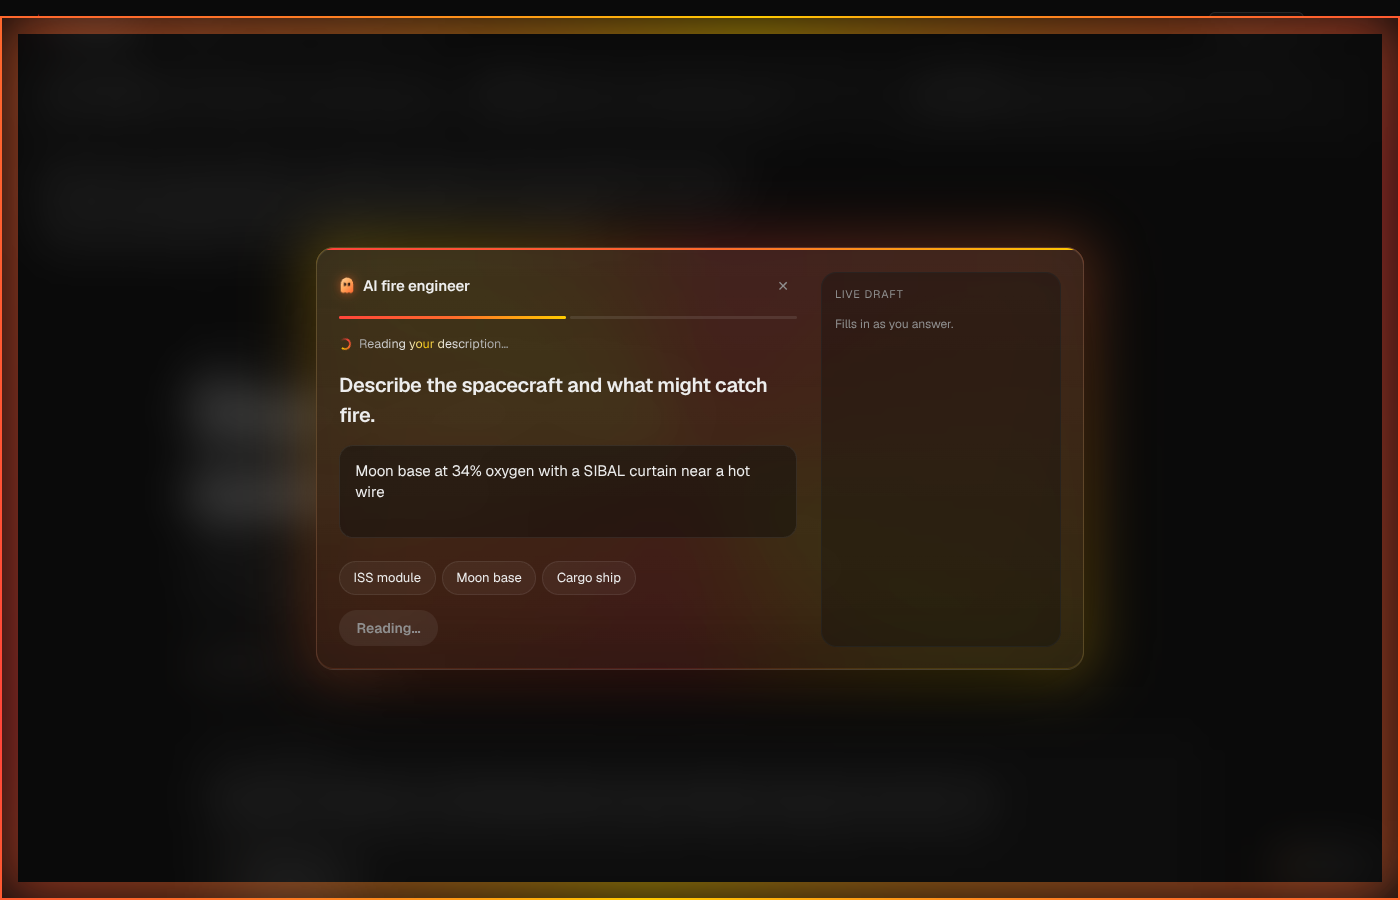 AI fire engineer
Reading your description...
Describe the spacecraft and what might catch
fire.
Moon base at 34% oxygen with a SIBAL curtain near a hot
wire
ISS module
Moon base
Cargo ship
Reading...
LIVE DRAFT
Fills in as you answer.